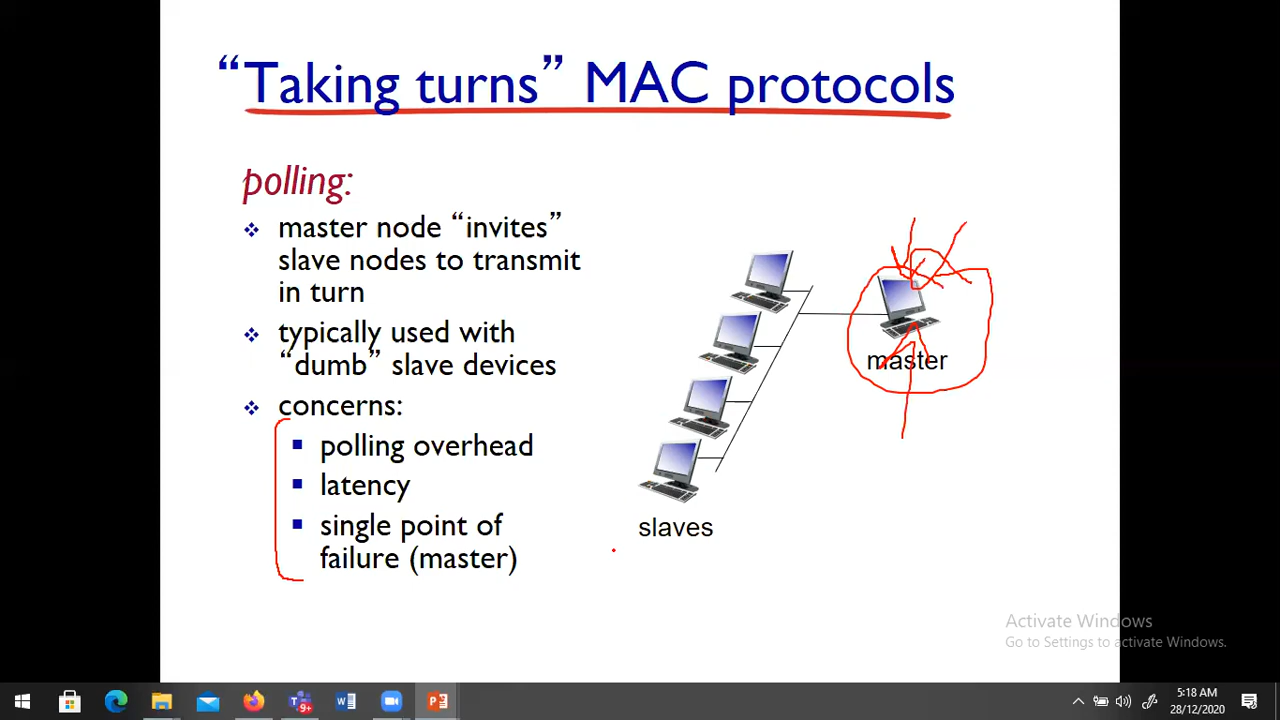 “Taking turns” MAC protocols
polling:
master node “invites”
slave nodes to transmit
in turn
typically used with
“dumb” slave devices
concerns:
polling overhead
latency
single point of
failure (master)
master
slaves
Activate Windows
Go to Settings to activate Windows.
9+
5:18 AM
28/12/2020